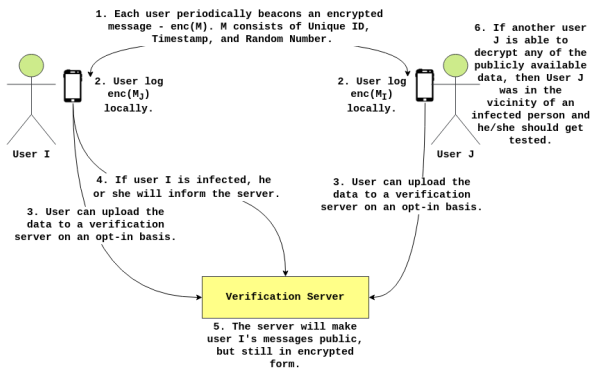 1. Each user periodically beacons an encrypted
message - enc(M). M consists of Unique ID,
Timestamp, and Random Number.
6. If another user
J is able to
decrypt any of the
publicly available
data, then User J
was in the
vicinity of an
infected person and
he/she should get
tested.
2. User log
enc(MJ)
locally.
2. User log
enc(MI)
locally.
User I
User J
4. If user I is infected, he
or she will inform the server.
3. User can upload the
data to a verification
server on an opt-in basis.
3. User can upload the
data to a verification
server on an opt-in basis.
Verification Server
5. The server will make
user I's messages public,
but still in encrypted
form.